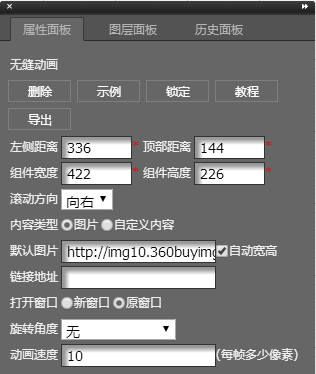 属性面板 图层面板 历史面板
无缝动画
删除 示例 锁定 教程
导出
左侧距离 336 * 顶部距离 144 *
组件宽度 422 * 组件高度 226 *
滚动方向 向右
内容类型 图片 自定义内容
默认图片 http://img10.360buyimg 自动宽高
链接地址
打开窗口 新窗口 原窗口
旋转角度 无
动画速度 10 (每帧多少像素)